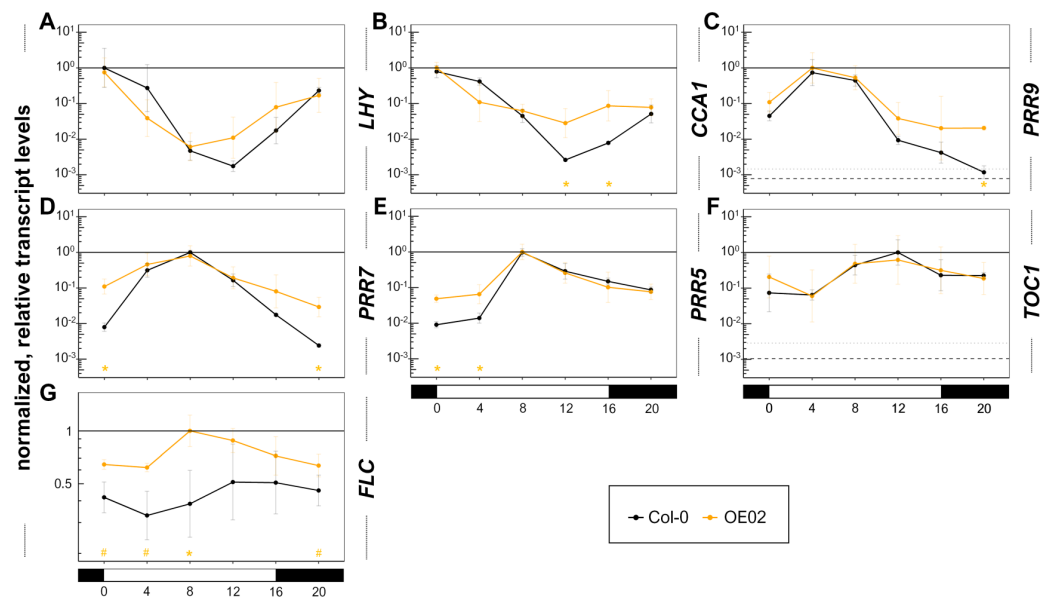 A
B
C
10¹
10⁰
10⁻¹
10⁻²
10⁻³
LHY
CCA1
PRR9
* * *
D
E
F
10¹
10⁰
10⁻¹
10⁻²
10⁻³
PRR7
PRR5
TOC1
* * * *
0 4 8 12 16 20
0 4 8 12 16 20
G
1
0.5
FLC
# # * #
0 4 8 12 16 20
normalized, relative transcript levels
Col-0 OE02
10¹
10⁰
10⁻¹
10⁻²
10⁻³
10¹
10⁰
10⁻¹
10⁻²
10⁻³
10¹
10⁰
10⁻¹
10⁻²
10⁻³
10¹
10⁰
10⁻¹
10⁻²
10⁻³